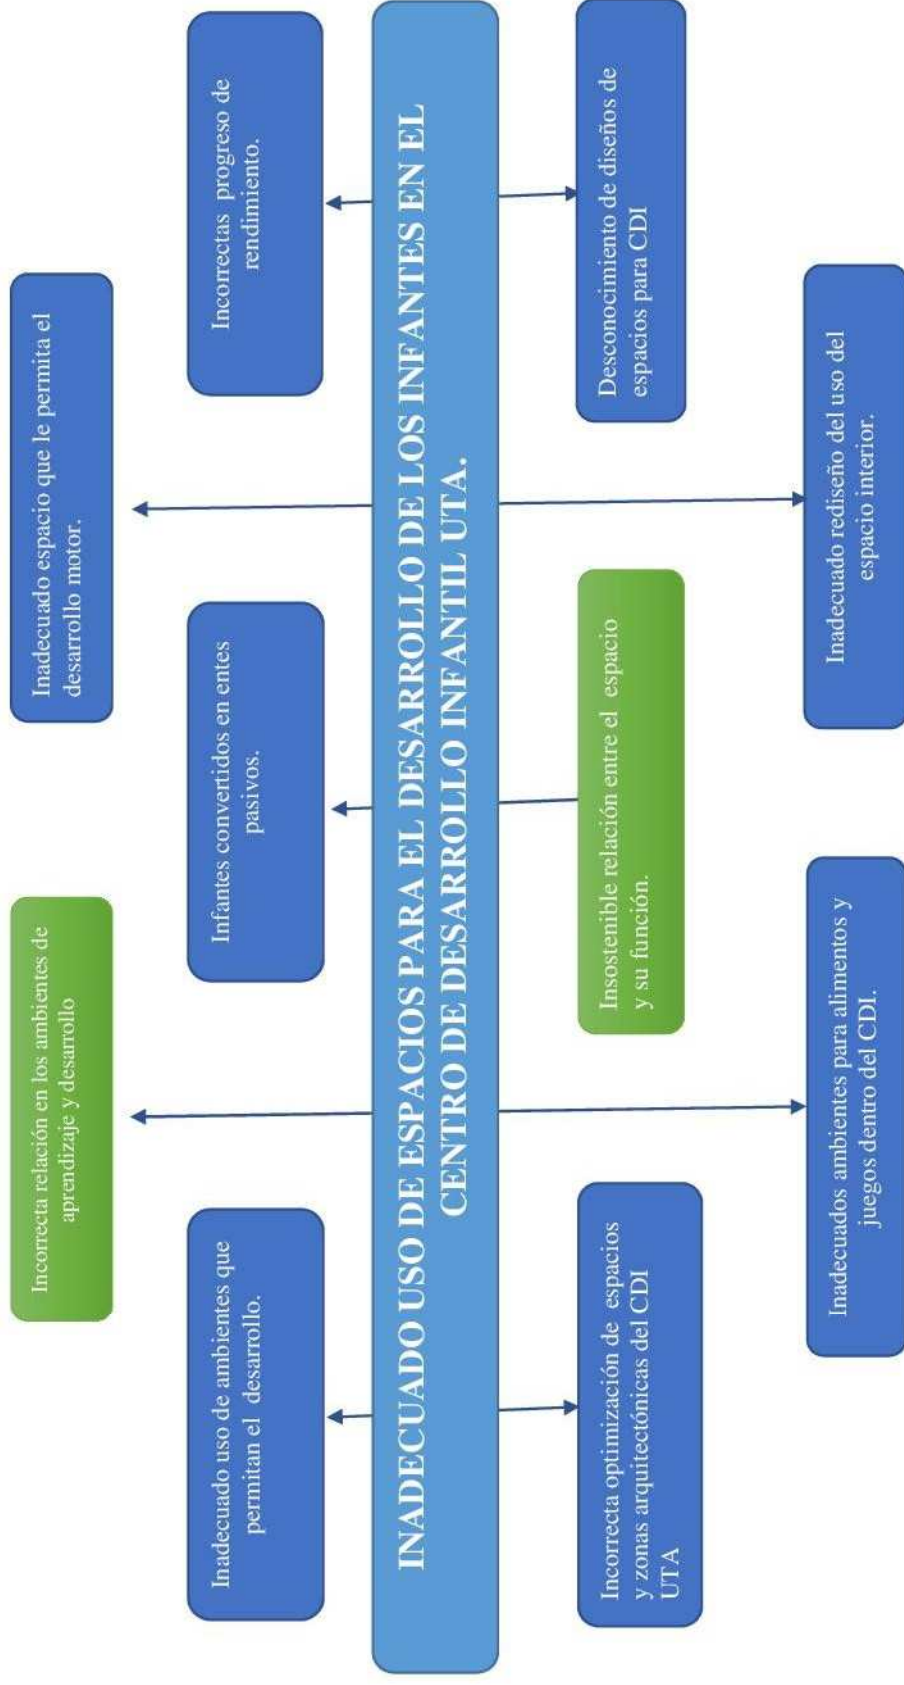 Incorrecta relación en los ambientes de
aprendizaje y desarrollo
Inadecuado espacio que le permita el
desarrollo motor.
Inadecuado uso de ambientes que
permitan el desarrollo.
Infantes convertidos en entes
pasivos.
Incorrectas progreso de
rendimiento.
INADECUADO USO DE ESPACIOS PARA EL DESARROLLO DE LOS INFANTES EN EL
CENTRO DE DESARROLLO INFANTIL UTA.
Incorrecta optimización de espacios
y zonas arquitectónicas del CDI
UTA
Insostenible relación entre el espacio
y su función.
Desconocimiento de diseños de
espacios para CDI
Inadecuados ambientes para alimentos y
juegos dentro del CDI.
Inadecuado rediseño del uso del
espacio interior.